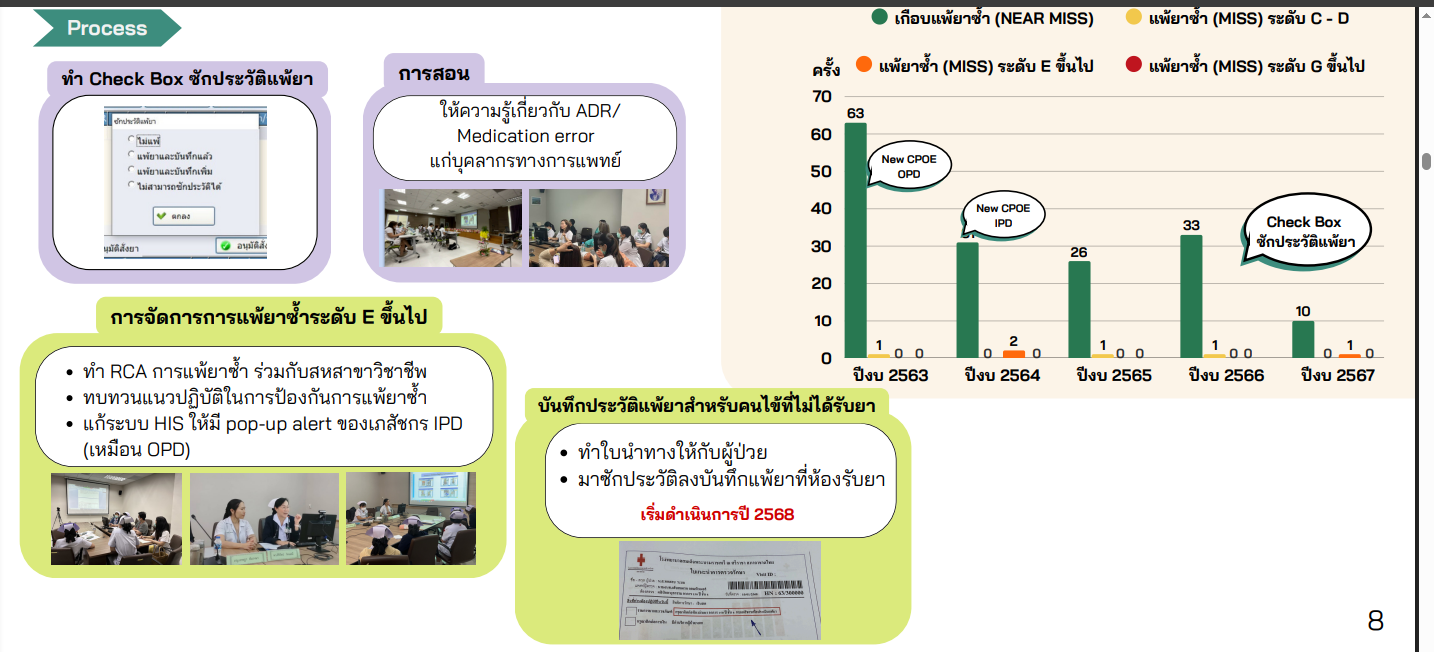 Process
ทำ Check Box ซักประวัติแพ้ยา
ซักประวัติแพ้ยา
ไม่แพ้
แพ้ยาและบันทึกแล้ว
แพ้ยาและบันทึกเพิ่ม
ไม่สามารถซักประวัติได้
ตกลง
การสอน
ให้ความรู้เกี่ยวกับ ADR/
Medication error
แก่บุคลากรทางการแพทย์
การจัดการการแพ้ยาซ้ำระดับ E ขึ้นไป
• ทำ RCA การแพ้ยาซ้ำ ร่วมกับสหสาขาวิชาชีพ
• ทบทวนแนวปฏิบัติในการป้องกันการแพ้ยาซ้ำ
• แก้ระบบ HIS ให้มี pop-up alert ของเภสัชกร IPD
(เหมือน OPD)
บันทึกประวัติแพ้ยาสำหรับคนไข้ที่ไม่ได้รับยา
• ทำใบนำทางให้กับผู้ป่วย
• มาซักประวัติลงบันทึกแพ้ยาที่ห้องรับยา
เริ่มดำเนินการปี 2568
ใบแนะนำการตรวจรักษา
Visit ID :
HN : 63/300000
เกือบแพ้ยาซ้ำ (NEAR MISS)
แพ้ยาซ้ำ (MISS) ระดับ C - D
แพ้ยาซ้ำ (MISS) ระดับ E ขึ้นไป
แพ้ยาซ้ำ (MISS) ระดับ G ขึ้นไป
ครั้ง
70
60
50
40
30
20
10
0
63
1
0
0
New CPOE
OPD
0
2
0
New CPOE
IPD
26
1
0
0
33
1
0
0
Check Box
ซักประวัติแพ้ยา
10
0
1
0
ปีงบ 2563
ปีงบ 2564
ปีงบ 2565
ปีงบ 2566
ปีงบ 2567
8